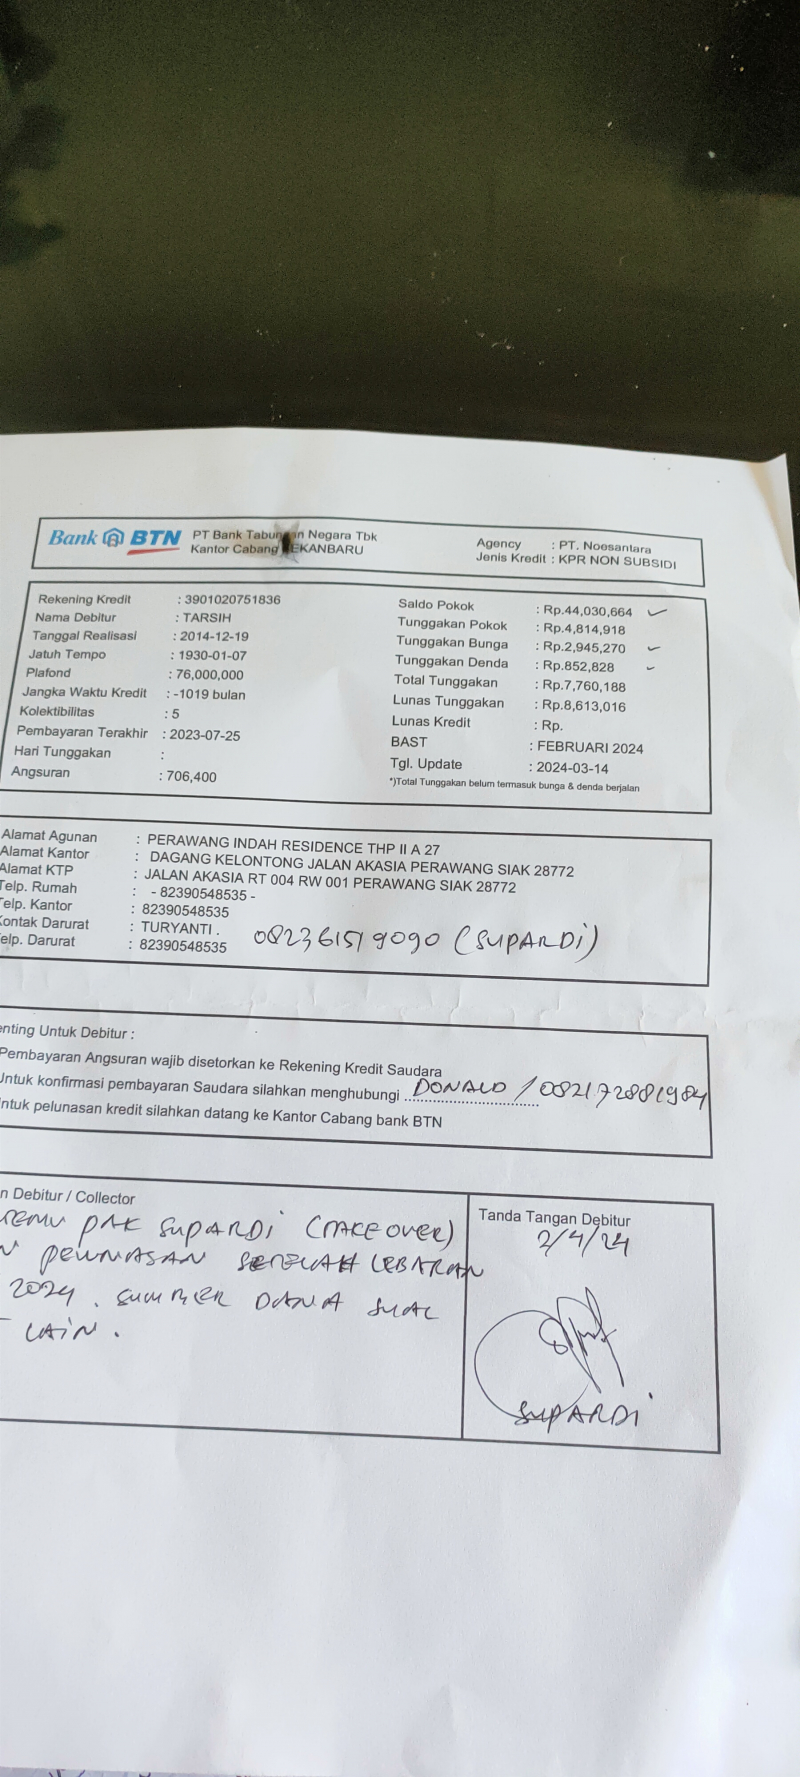 Bank BTN PT Bank Tabungan Negara Tbk
Kantor Cabang PEKANBARU
Agency : PT. Noesantara
Jenis Kredit : KPR NON SUBSIDI
Rekening Kredit : 3901020751836
Nama Debitur : TARSIH
Tanggal Realisasi : 2014-12-19
Jatuh Tempo : 1930-01-07
Plafond : 76,000,000
Jangka Waktu Kredit : -1019 bulan
Kolektibilitas : 5
Pembayaran Terakhir : 2023-07-25
Hari Tunggakan :
Angsuran : 706,400
Saldo Pokok : Rp.44,030,664
Tunggakan Pokok : Rp.4,814,918
Tunggakan Bunga : Rp.2,945,270
Tunggakan Denda : Rp.852,828
Total Tunggakan : Rp.7,760,188
Lunas Tunggakan : Rp.8,613,016
Lunas Kredit : Rp.
BAST : FEBRUARI 2024
Tgl. Update : 2024-03-14
*)Total Tunggakan belum termasuk bunga & denda berjalan
Alamat Agunan : PERAWANG INDAH RESIDENCE THP II A 27
Alamat Kantor : DAGANG KELONTONG JALAN AKASIA PERAWANG SIAK 28772
Alamat KTP : JALAN AKASIA RT 004 RW 001 PERAWANG SIAK 28772
Telp. Rumah : - 82390548535 -
Telp. Kantor : 82390548535
Kontak Darurat : TURYANTI .
Telp. Darurat : 82390548535 082361519090 (SUPARDi)
enting Untuk Debitur :
Pembayaran Angsuran wajib disetorkan ke Rekening Kredit Saudara
Untuk konfirmasi pembayaran Saudara silahkan menghubungi DONALD / 082172881984
ntuk pelunasan kredit silahkan datang ke Kantor Cabang bank BTN
n Debitur / Collector
TEMU PAK SUPARDi (TAKEOVER)
N PELUNASAN SETELAH LEBARAN
2024. SUMBER DANA JUAL
LAiN.
Tanda Tangan Debitur
2/4/24
SUPARDi